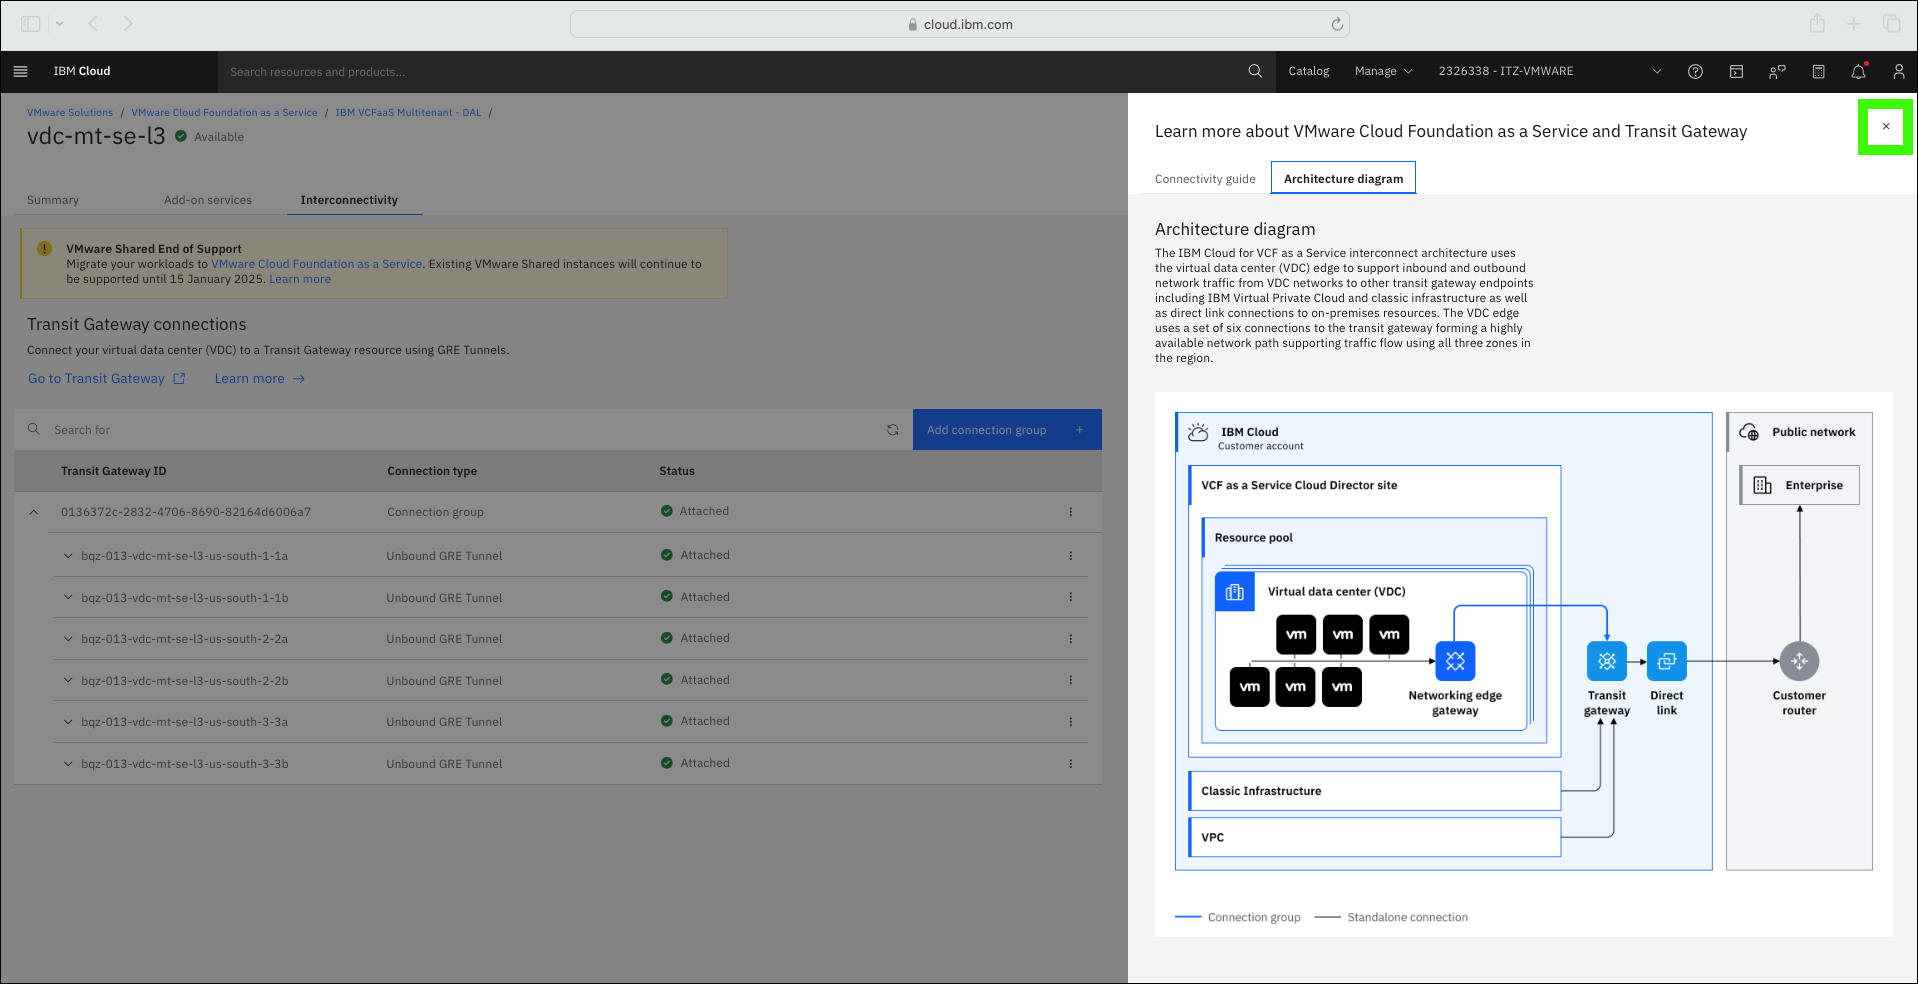 cloud.ibm.com
IBM Cloud
Search resources and products...
Catalog
Manage
2326338 - ITZ-VMWARE
VMware Solutions / VMware Cloud Foundation as a Service / IBM VCFaaS Multitenant - DAL /
vdc-mt-se-l3
Available
Summary
Add-on services
Interconnectivity
VMware Shared End of Support
Migrate your workloads to VMware Cloud Foundation as a Service. Existing VMware Shared instances will continue to
be supported until 15 January 2025. Learn more
Transit Gateway connections
Connect your virtual data center (VDC) to a Transit Gateway resource using GRE Tunnels.
Go to Transit Gateway
Learn more
Search for
Add connection group +
Transit Gateway ID Connection type Status
0136372c-2832-4706-8690-82164d6006a7 Connection group Attached
bqz-013-vdc-mt-se-l3-us-south-1-1a Unbound GRE Tunnel Attached
bqz-013-vdc-mt-se-l3-us-south-1-1b Unbound GRE Tunnel Attached
bqz-013-vdc-mt-se-l3-us-south-2-2a Unbound GRE Tunnel Attached
bqz-013-vdc-mt-se-l3-us-south-2-2b Unbound GRE Tunnel Attached
bqz-013-vdc-mt-se-l3-us-south-3-3a Unbound GRE Tunnel Attached
bqz-013-vdc-mt-se-l3-us-south-3-3b Unbound GRE Tunnel Attached
Learn more about VMware Cloud Foundation as a Service and Transit Gateway
Connectivity guide
Architecture diagram
Architecture diagram
The IBM Cloud for VCF as a Service interconnect architecture uses
the virtual data center (VDC) edge to support inbound and outbound
network traffic from VDC networks to other transit gateway endpoints
including IBM Virtual Private Cloud and classic infrastructure as well
as direct link connections to on-premises resources. The VDC edge
uses a set of six connections to the transit gateway forming a highly
available network path supporting traffic flow using all three zones in
the region.
IBM Cloud
Customer account
Public network
VCF as a Service Cloud Director site
Enterprise
Resource pool
Virtual data center (VDC)
vm vm vm
vm vm vm
Networking edge
gateway
Transit
gateway
Direct
link
Customer
router
Classic Infrastructure
VPC
Connection group
Standalone connection